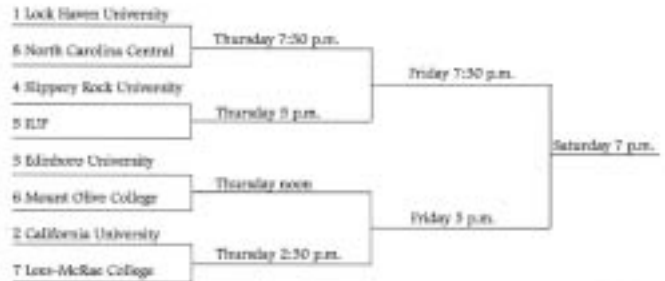 1 Lock Haven University
Thursday 7:30 p.m.
8 North Carolina Central
Friday 7:30 p.m.
4 Slippery Rock University
Thursday 5 p.m.
5 IUP
Saturday 7 p.m.
3 Edinboro University
Thursday noon
6 Mount Olive College
Friday 5 p.m.
2 California University
Thursday 2:30 p.m.
7 Lees-McRae College